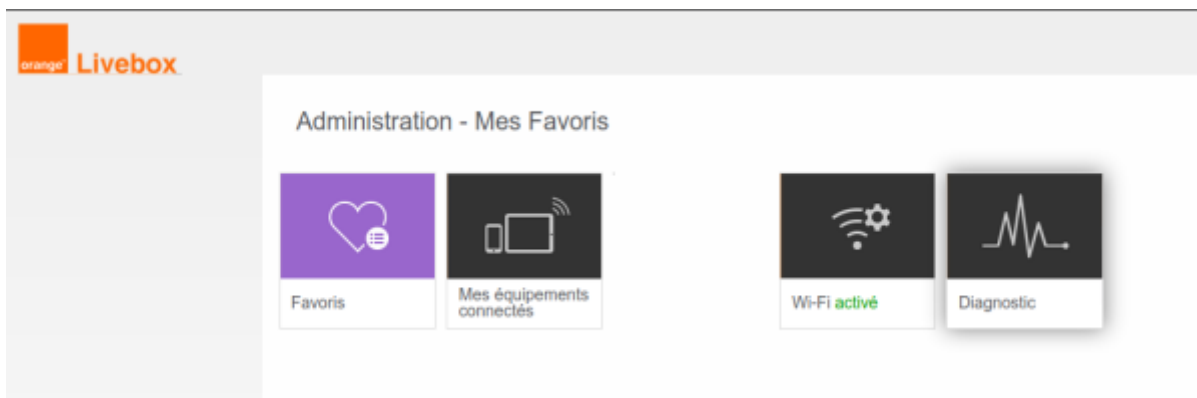 orange
Livebox
Administration - Mes Favoris
Favoris
Mes équipements
connectés
Wi-Fi activé
Diagnostic